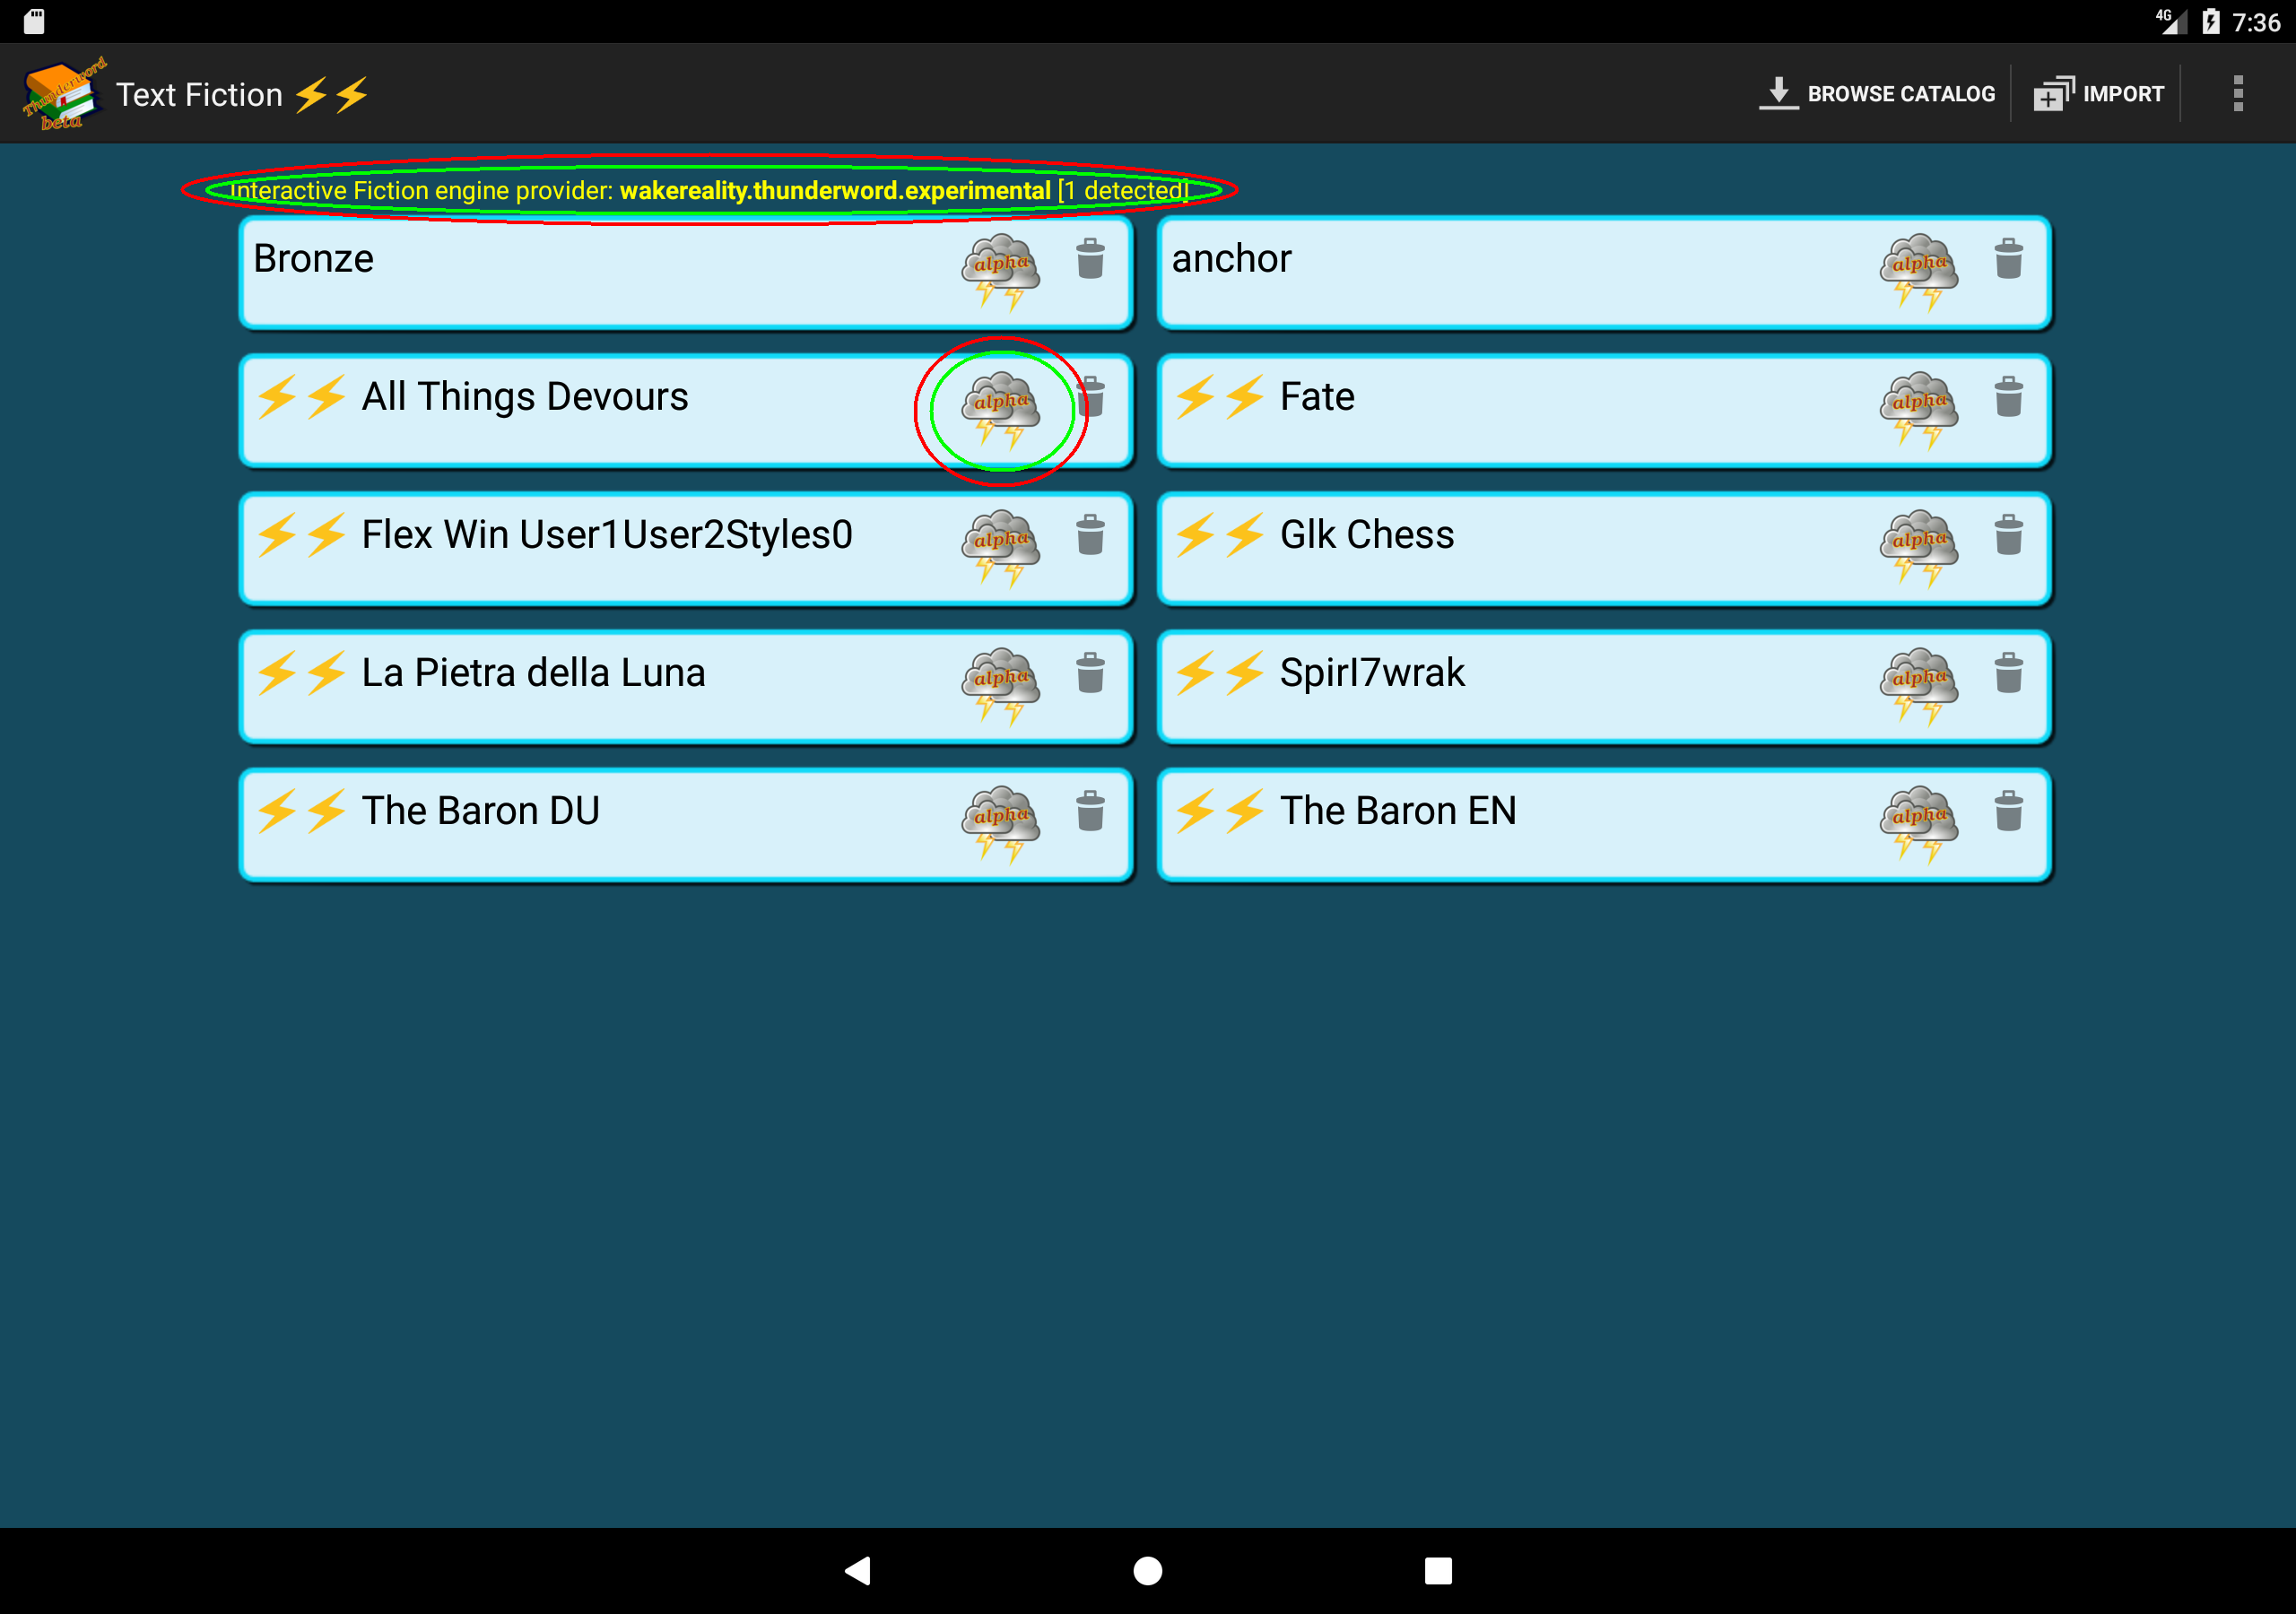 4G 7:36
Thunderword
beta
Text Fiction ⚡⚡
BROWSE CATALOG
IMPORT
Interactive Fiction engine provider: wakereality.thunderword.experimental [1 detected]
Bronze
alpha
anchor
alpha
⚡⚡ All Things Devours
alpha
⚡⚡ Fate
alpha
⚡⚡ Flex Win User1User2Styles0
alpha
⚡⚡ Glk Chess
alpha
⚡⚡ La Pietra della Luna
alpha
⚡⚡ SpirI7wrak
alpha
⚡⚡ The Baron DU
alpha
⚡⚡ The Baron EN
alpha